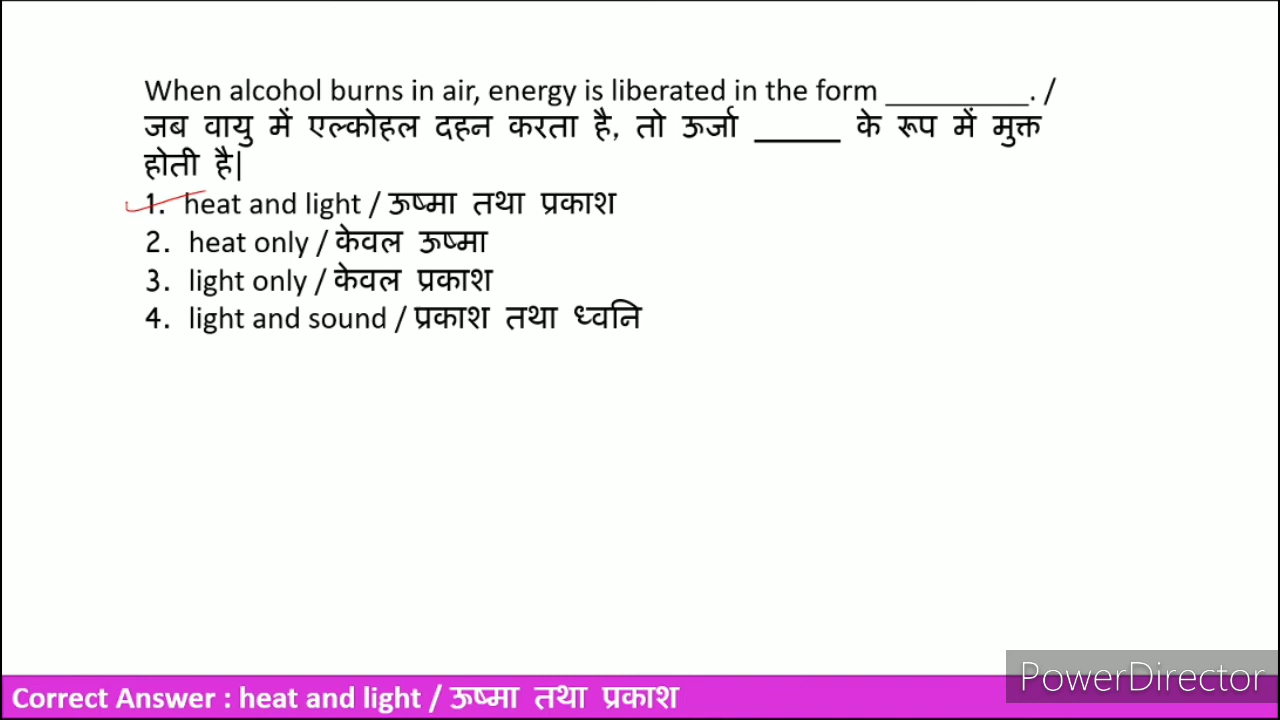 When alcohol burns in air, energy is liberated in the form _________. /
जब वायु में एल्कोहल दहन करता है, तो ऊर्जा _____ के रूप में मुक्त
होती है|
1. heat and light / ऊष्मा तथा प्रकाश
2. heat only / केवल ऊष्मा
3. light only / केवल प्रकाश
4. light and sound / प्रकाश तथा ध्वनि
PowerDirector
Correct Answer : heat and light / ऊष्मा तथा प्रकाश